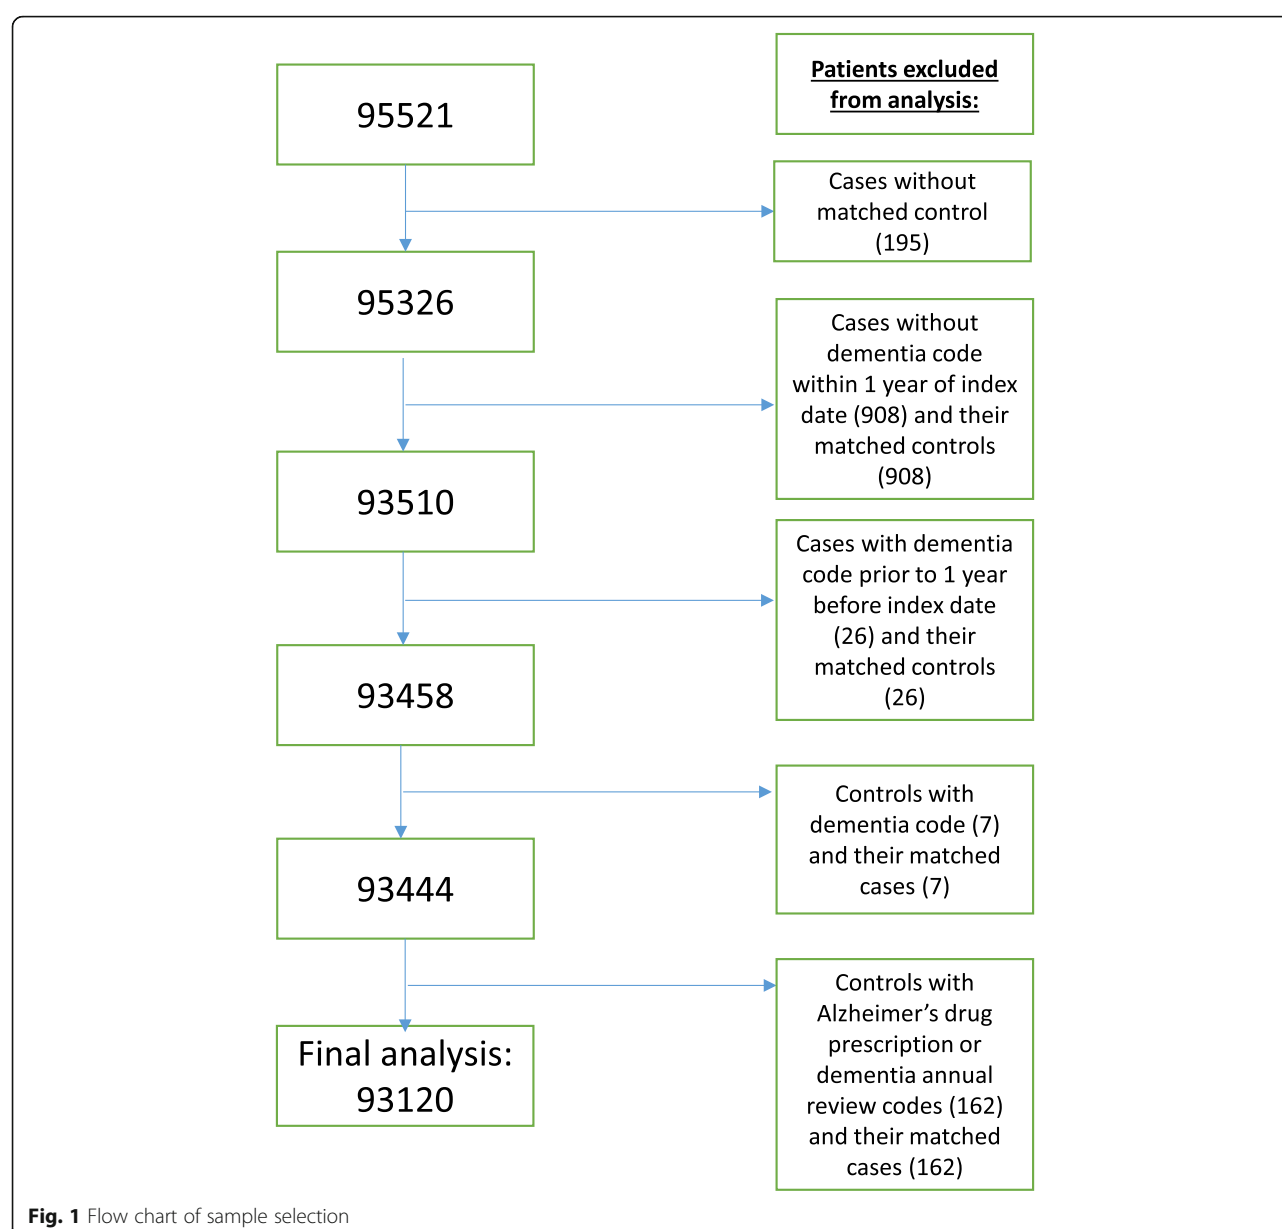 95521
Patients excluded
from analysis:
Cases without
matched control
(195)
95326
Cases without
dementia code
within 1 year of index
date (908) and their
matched controls
(908)
93510
Cases with dementia
code prior to 1 year
before index date
(26) and their
matched controls
(26)
93458
Controls with
dementia code (7)
and their matched
cases (7)
93444
Controls with
Alzheimer’s drug
prescription or
dementia annual
review codes (162)
and their matched
cases (162)
Final analysis:
93120
Fig. 1 Flow chart of sample selection